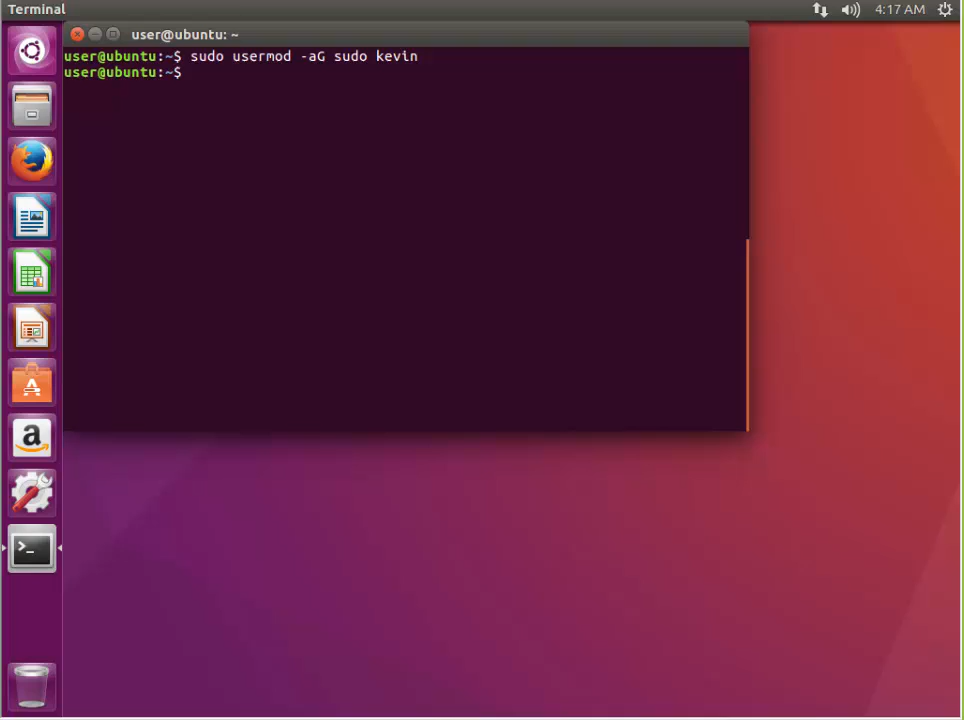 Terminal
4:17 AM
user@ubuntu: ~
user@ubuntu:~$ sudo usermod -aG sudo kevin
user@ubuntu:~$